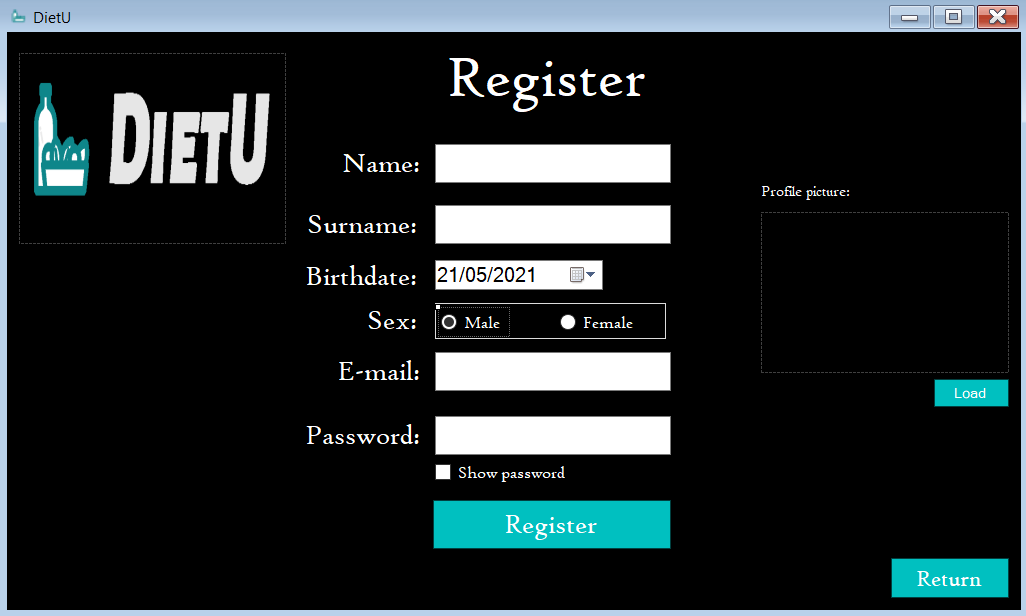 DietU
DIETU
Register
Name:
Surname:
Birthdate: 21/05/2021
Sex: Male Female
E-mail:
Password:
Show password
Register
Profile picture:
Load
Return